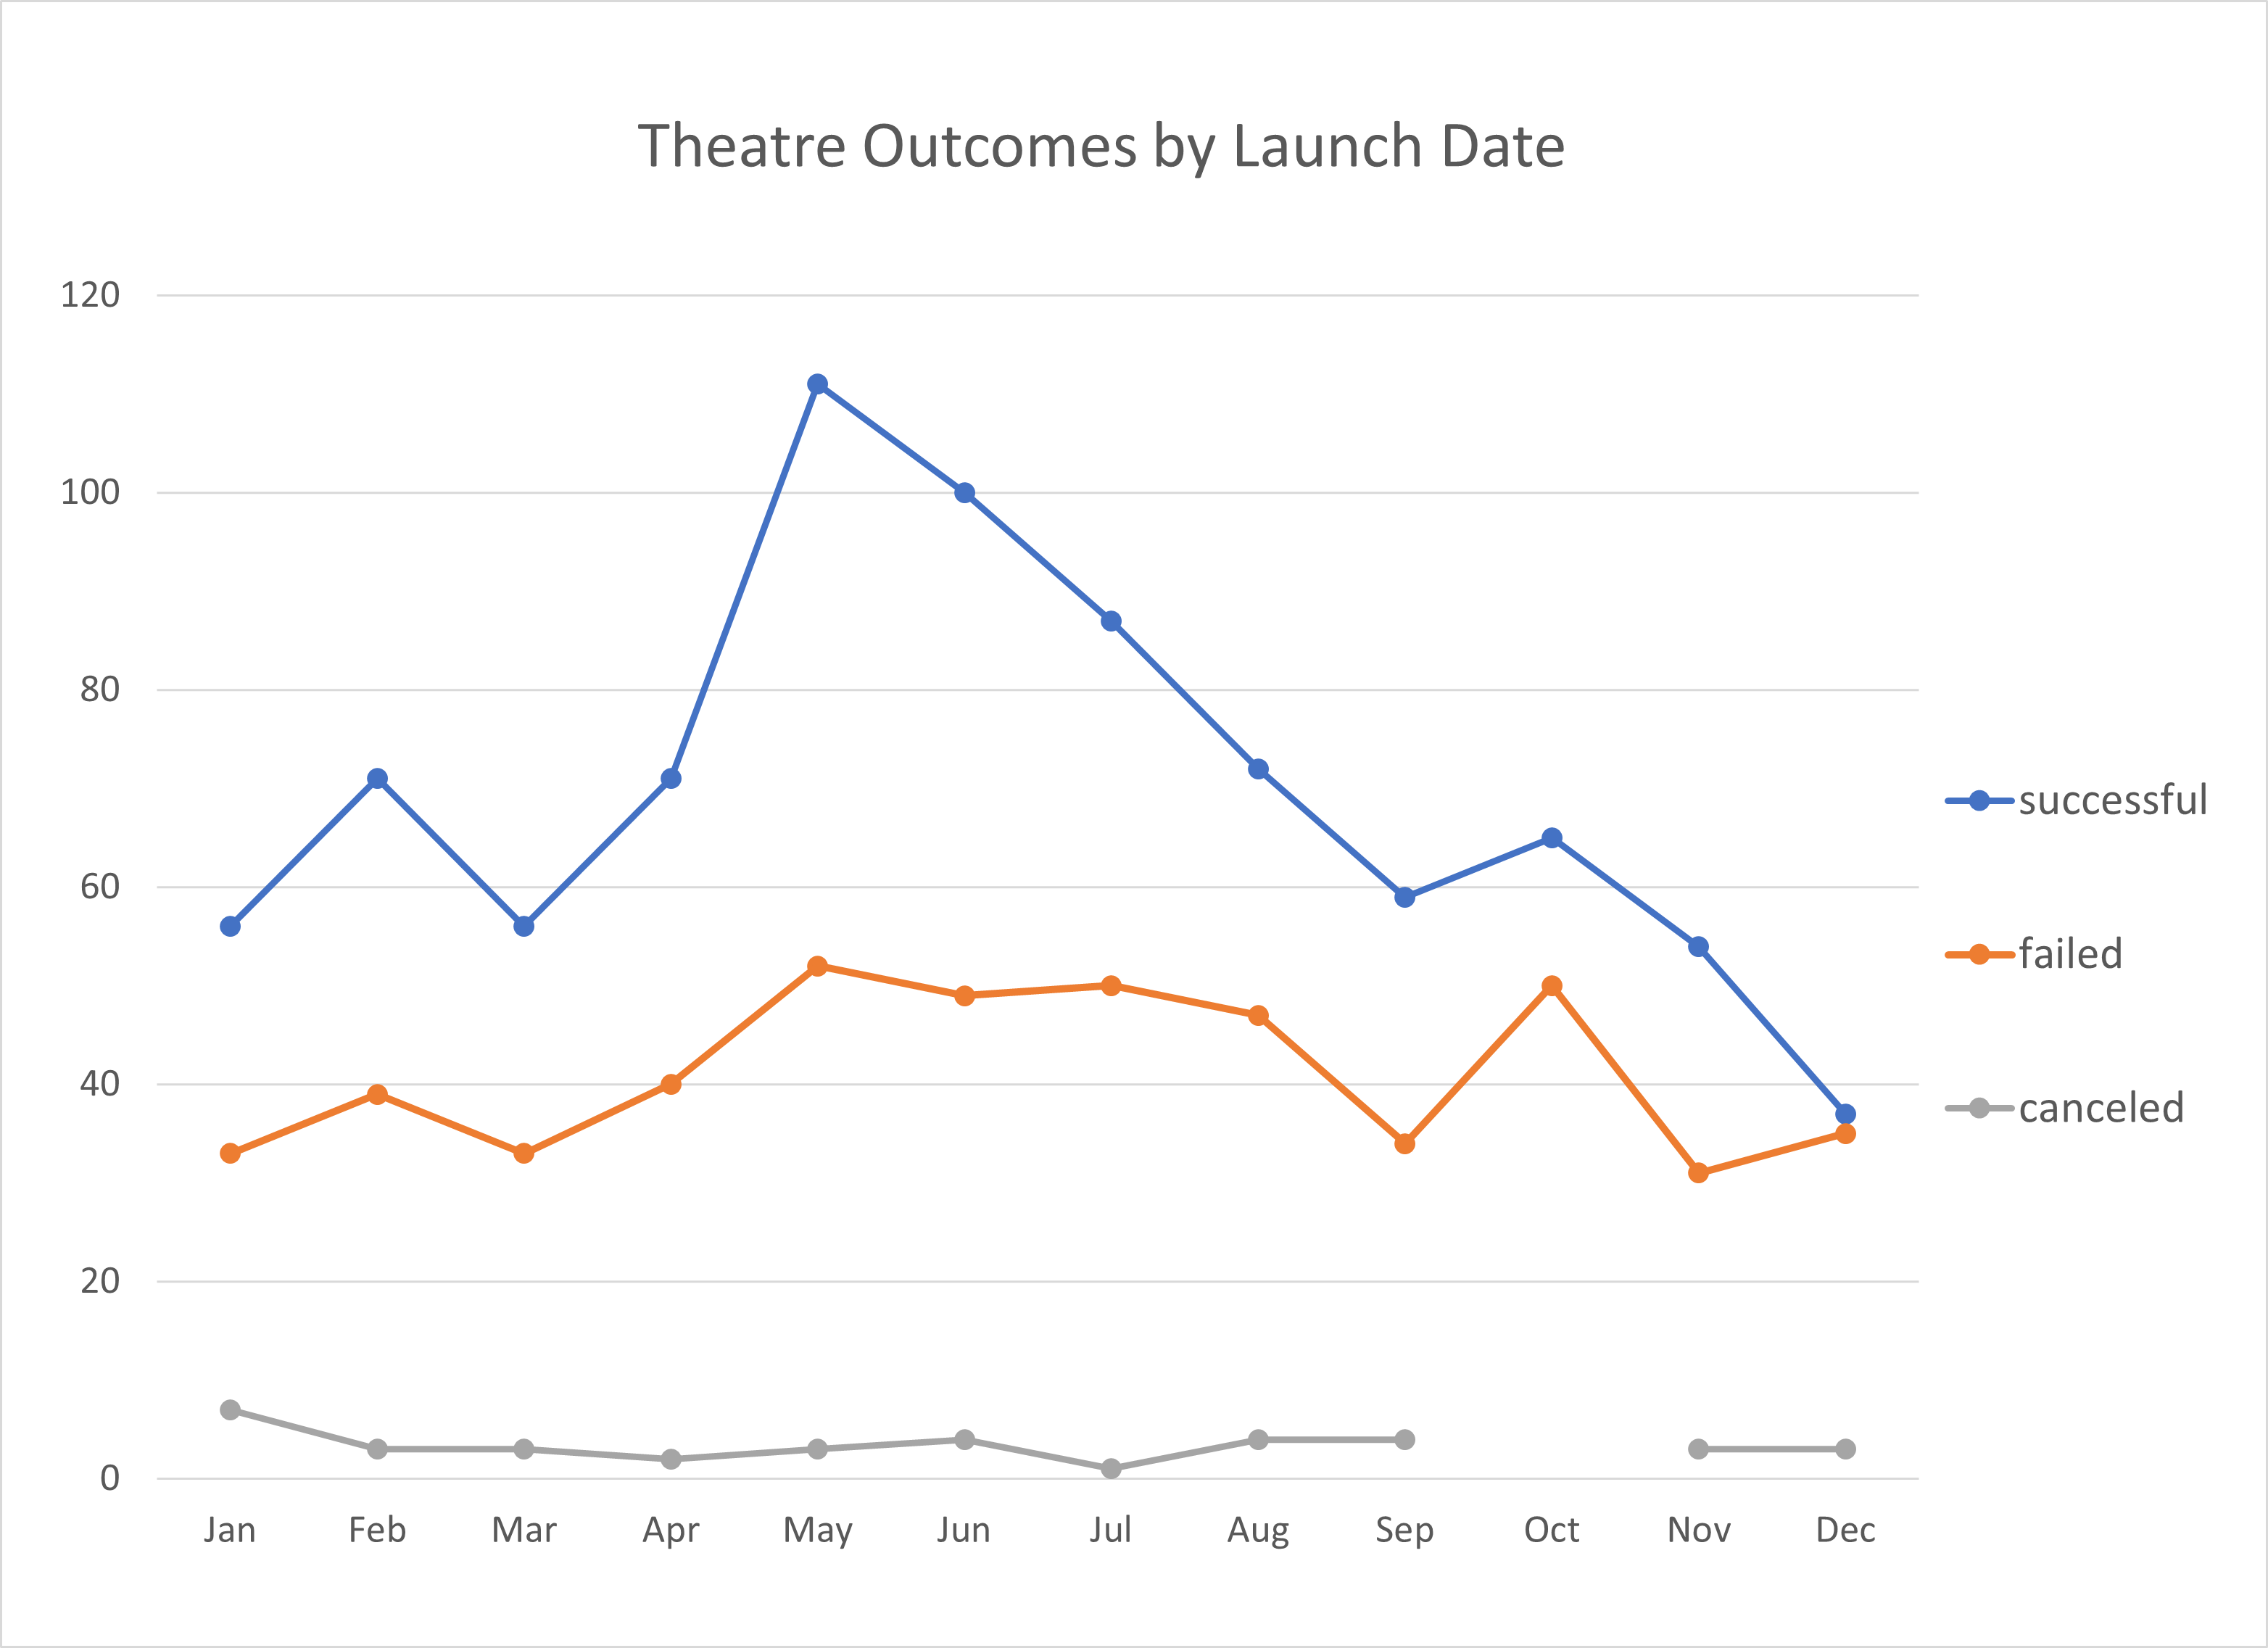 Theatre Outcomes by Launch Date
120
100
80
60
40
20
0
Jan Feb Mar Apr May Jun Jul Aug Sep Oct Nov Dec
successful
failed
canceled